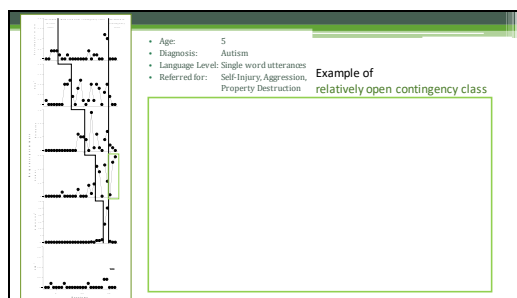 • Age: 5
• Diagnosis: Autism
• Language Level: Single word utterances
• Referred for: Self-Injury, Aggression,
Property Destruction
Example of
relatively open contingency class